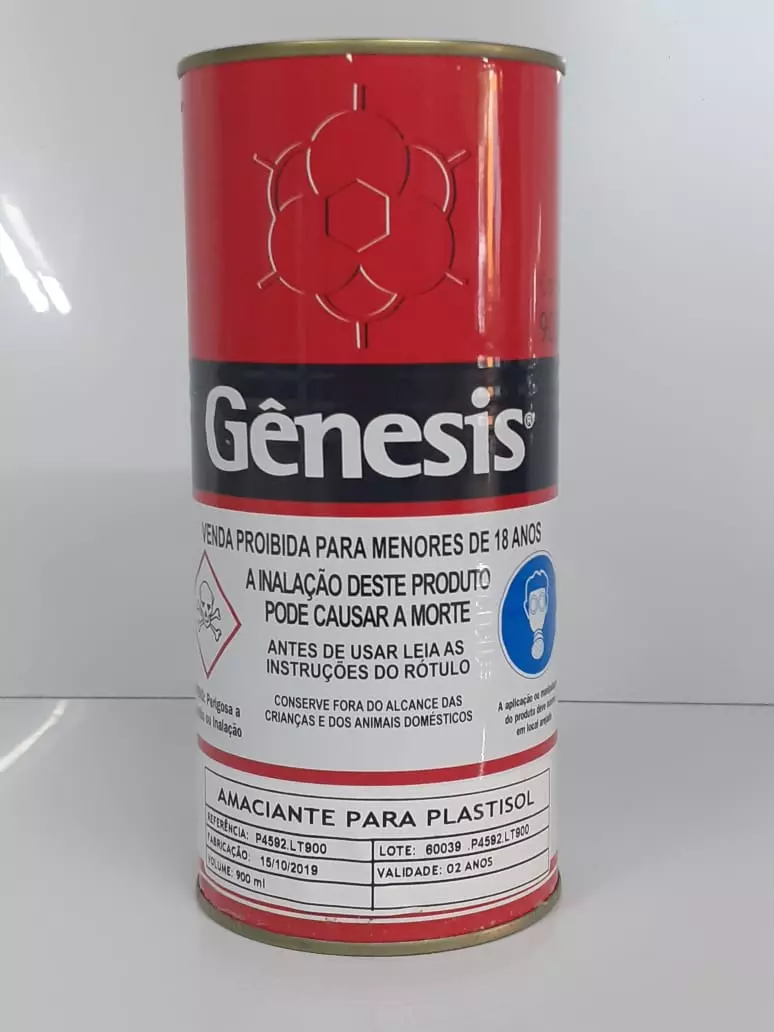 Gênesis®
VENDA PROIBIDA PARA MENORES DE 18 ANOS
A INALAÇÃO DESTE PRODUTO
PODE CAUSAR A MORTE
ANTES DE USAR LEIA AS
INSTRUÇÕES DO RÓTULO
CONSERVE FORA DO ALCANCE DAS
CRIANÇAS E DOS ANIMAIS DOMÉSTICOS
Perigosa a
ou Inalação
A aplicação ou
do produto deve
em local
AMACIANTE PARA PLASTISOL
REFERÊNCIA: P4592.LT900
LOTE: 60039 .P4592.LT900
FABRICAÇÃO: 15/10/2019
VALIDADE: 02 ANOS
VOLUME: 900 ml